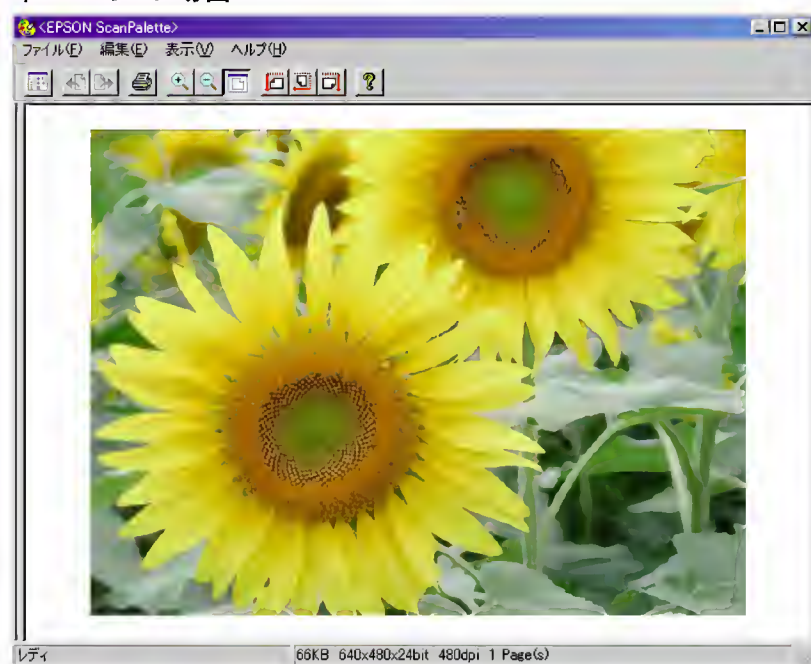 <EPSON ScanPalette>
ファイル(F) 編集(E) 表示(V) ヘルプ(H)
レディ
66KB 640x480x24bit 480dpi 1 Page(s)